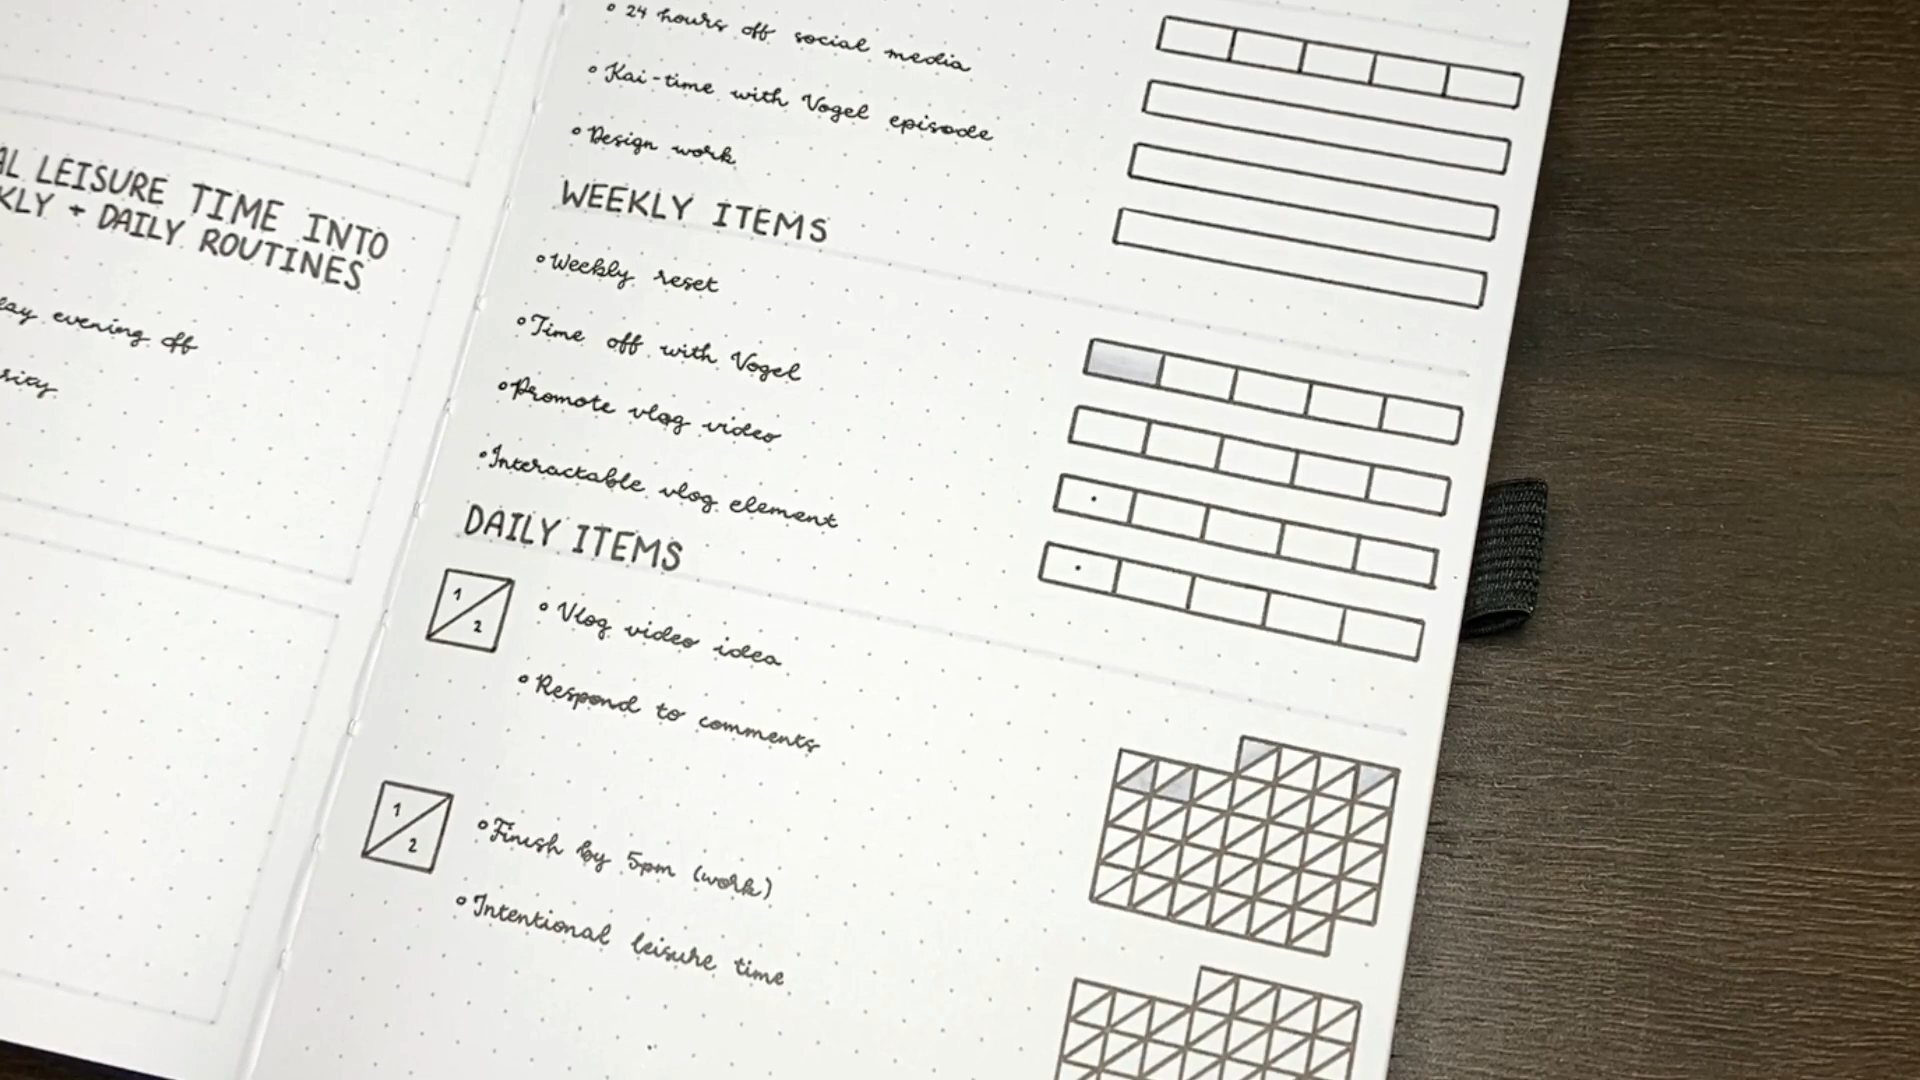 LEISURE TIME INTO
+ DAILY ROUTINES
evening off
24 hours off social media
Kai-time with Vogel episode
Design work
WEEKLY ITEMS
Weekly reset
Time off with Vogel
Promote vlog video
Interactable vlog element
DAILY ITEMS
1
2
Vlog video idea
Respond to comments
1
2
Finish by 5pm (work)
Intentional leisure time